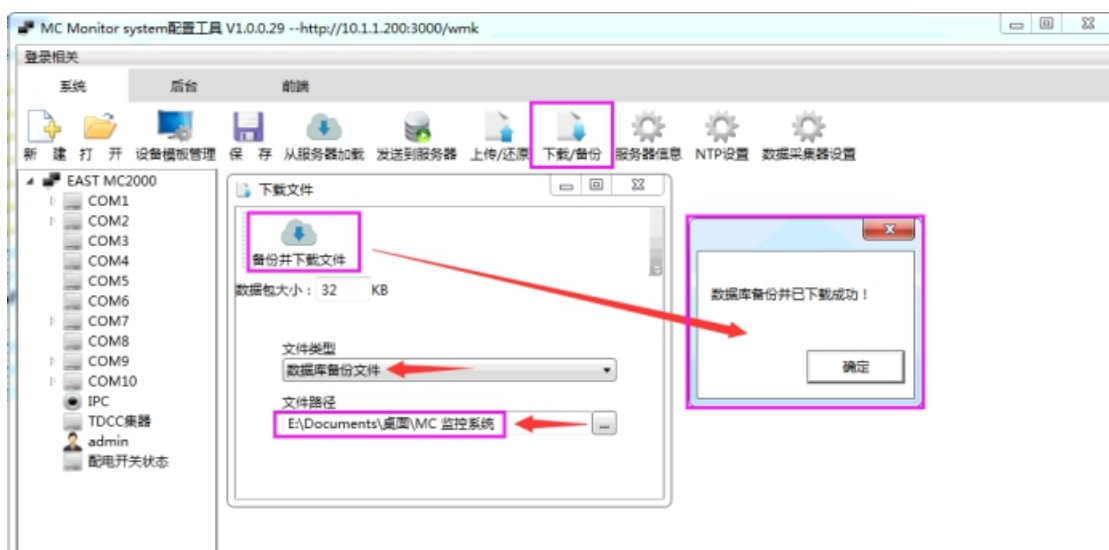 MC Monitor system配置工具 V1.0.0.29 --http://10.1.1.200:3000/wmk
登录相关
系统 后台 前端
新 建 打 开 设备模板管理 保 存 从服务器加载 发送到服务器 上传/还原 下载/备份 服务器信息 NTP设置 数据采集器设置
EAST MC2000
COM1
COM2
COM3
COM4
COM5
COM6
COM7
COM8
COM9
COM10
IPC
TDCC集器
admin
配电开关状态
下载文件
备份并下载文件
数据包大小： 32 KB
文件类型
数据库备份文件
文件路径
E:\Documents\桌面\MC 监控系统
...
数据库备份并已下载成功！
确定